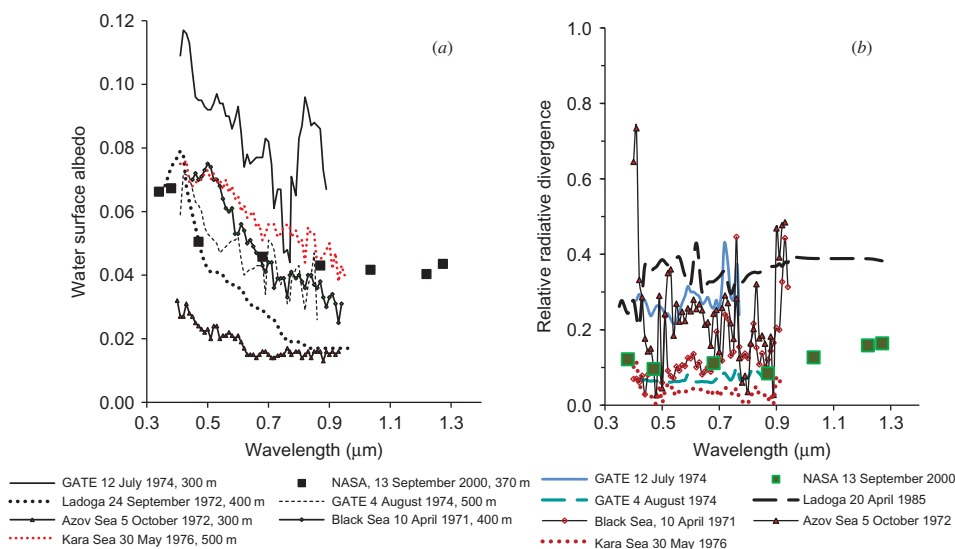 (a)
0.12
0.10
0.08
0.06
0.04
0.02
0.00
Water surface albedo
0.3 0.5 0.7 0.9 1.1 1.3
Wavelength (μm)
GATE 12 July 1974, 300 m
NASA, 13 September 2000, 370 m
Ladoga 24 September 1972, 400 m
GATE 4 August 1974, 500 m
Azov Sea 5 October 1972, 300 m
Black Sea 10 April 1971, 400 m
Kara Sea 30 May 1976, 500 m
(b)
1.0
0.8
0.6
0.4
0.2
0.0
Relative radiative divergence
0.3 0.5 0.7 0.9 1.1 1.3
Wavelength (μm)
GATE 12 July 1974
NASA 13 September 2000
GATE 4 August 1974
Ladoga 20 April 1985
Black Sea, 10 April 1971
Azov Sea 5 October 1972
Kara Sea 30 May 1976